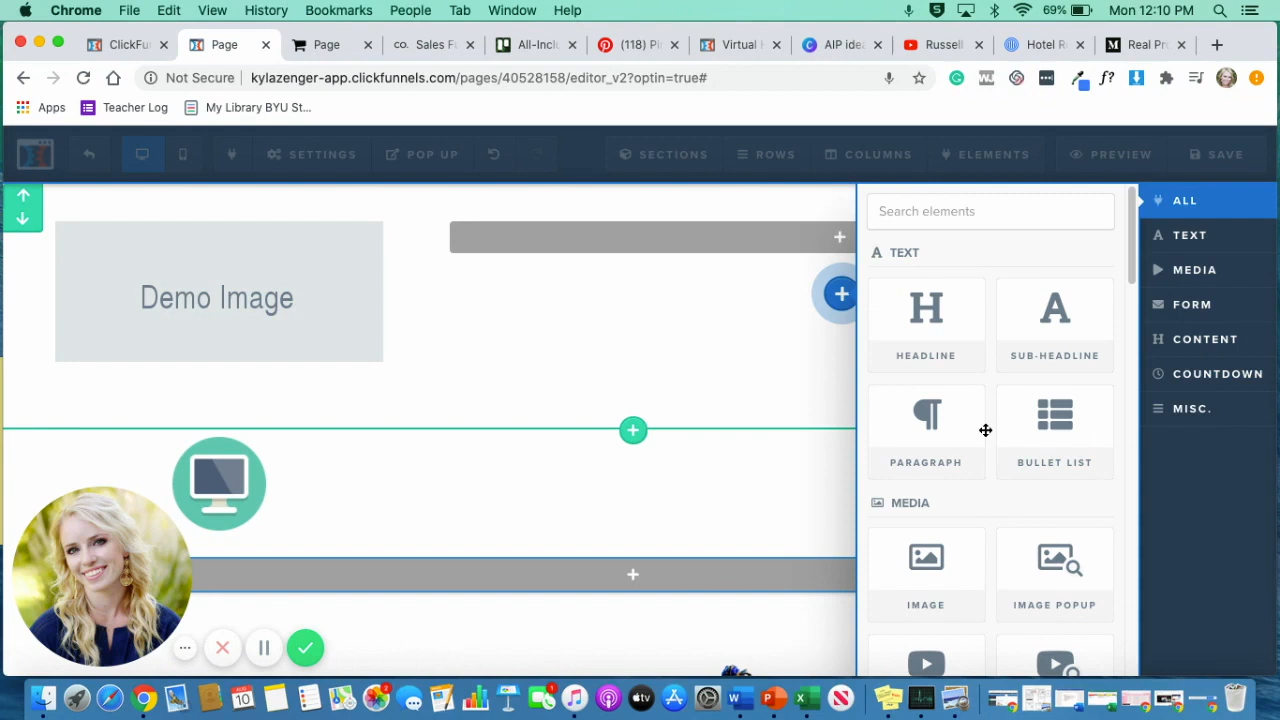 Chrome File Edit View History Bookmarks People Tab Window Help 69% Mon 12:10 PM
ClickFu Page Page co. Sales Fu All-Inclu (118) Pi Virtual H AIP idea Russell Hotel R Real Pro
Not Secure kylazenger-app.clickfunnels.com/pages/40528158/editor_v2?optin=true#
Apps Teacher Log My Library BYU St...
SETTINGS POP UP SECTIONS ROWS COLUMNS ELEMENTS PREVIEW SAVE
Search elements
ALL
TEXT
TEXT
MEDIA
Demo Image
FORM
CONTENT
HEADLINE SUB-HEADLINE
COUNTDOWN
MISC.
PARAGRAPH BULLET LIST
MEDIA
IMAGE IMAGE POPUP